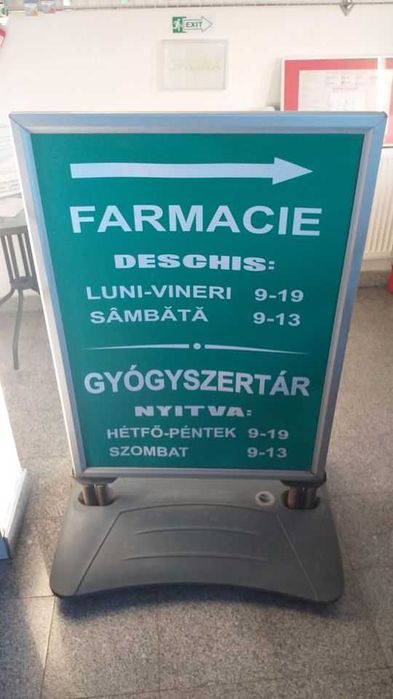 EXIT
FARMACIE
DESCHIS:
LUNI-VINERI 9-19
SÂMBĂTĂ 9-13
GYÓGYSZERTÁR
NYITVA:
HÉTFŐ-PÉNTEK 9-19
SZOMBAT 9-13